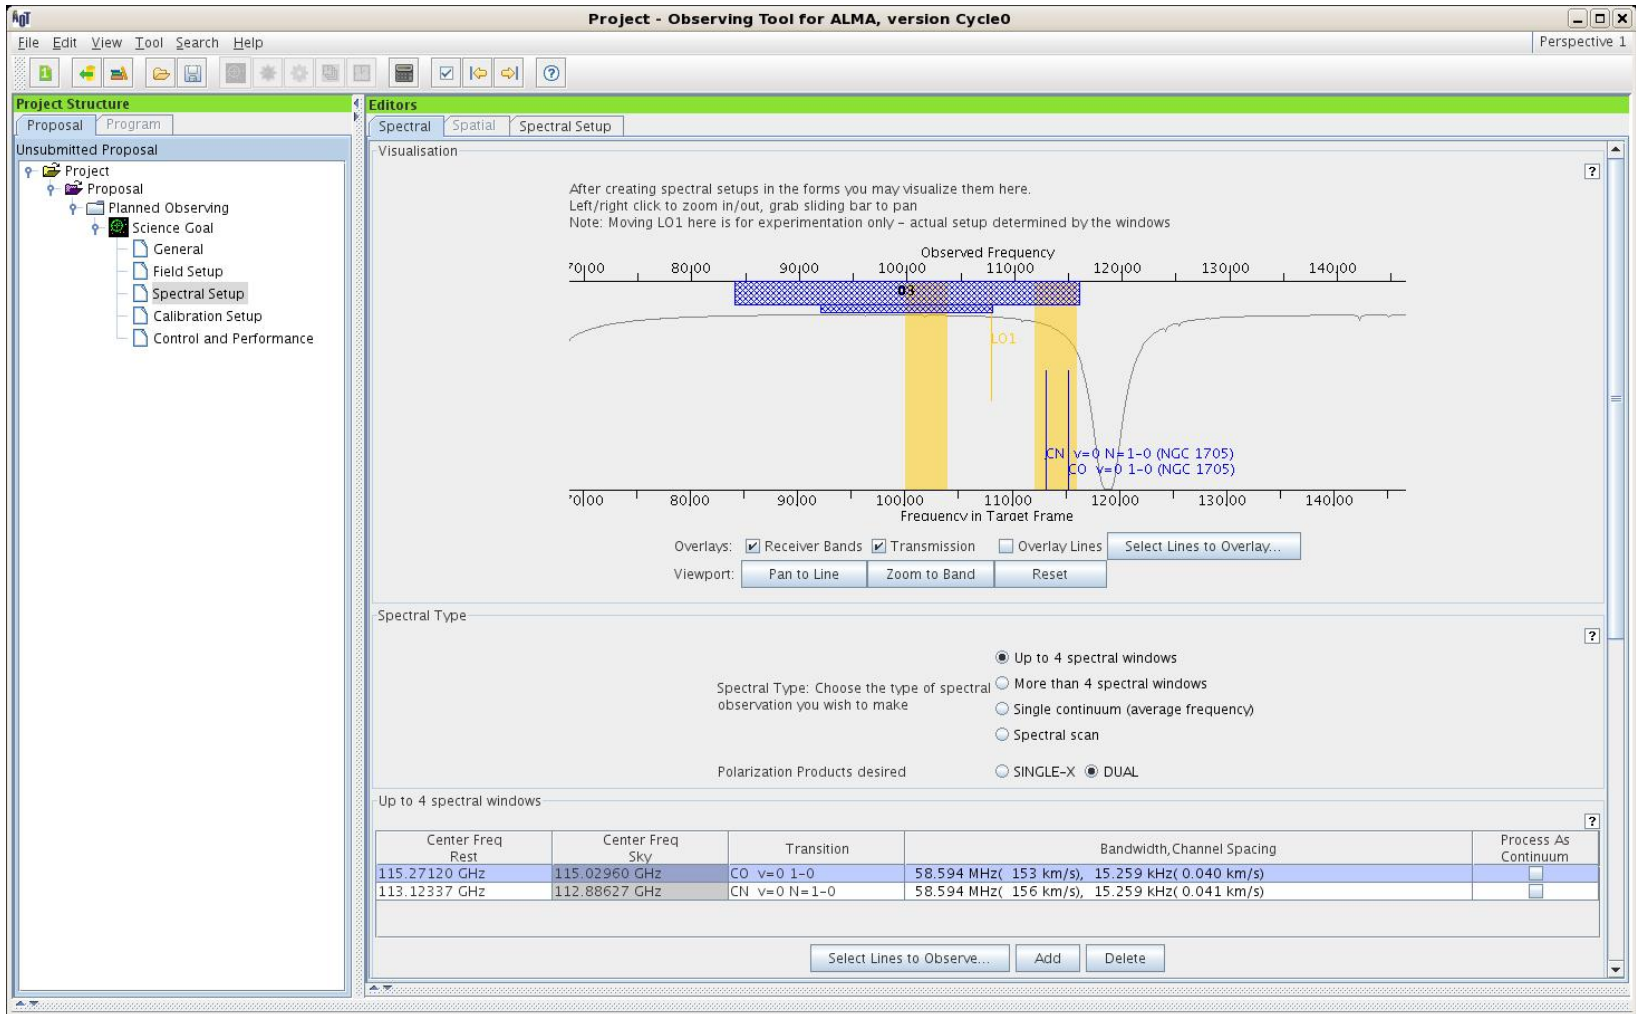 AOT
Project - Observing Tool for ALMA, version Cycle0
File Edit View Tool Search Help
Perspective 1
1
?
Project Structure
Proposal Program
Unsubmitted Proposal
Project
Proposal
Planned Observing
Science Goal
General
Field Setup
Spectral Setup
Calibration Setup
Control and Performance
Editors
Spectral Spatial Spectral Setup
Visualisation
?
After creating spectral setups in the forms you may visualize them here.
Left/right click to zoom in/out, grab sliding bar to pan
Note: Moving LO1 here is for experimentation only - actual setup determined by the windows
Observed Frequency
70.00 80.00 90.00 100.00 110.00 120.00 130.00 140.00
03
LO1
CN v=0 N=1-0 (NGC 1705)
CO v=0 1-0 (NGC 1705)
70.00 80.00 90.00 100.00 110.00 120.00 130.00 140.00
Frequency in Target Frame
Overlays: Receiver Bands Transmission Overlay Lines Select Lines to Overlay...
Viewport: Pan to Line Zoom to Band Reset
Spectral Type
?
Spectral Type: Choose the type of spectral
observation you wish to make
Up to 4 spectral windows
More than 4 spectral windows
Single continuum (average frequency)
Spectral scan
Polarization Products desired SINGLE-X DUAL
Up to 4 spectral windows
?
Center Freq
Rest
Center Freq
Sky
Transition
Bandwidth, Channel Spacing
Process As
Continuum
115.27120 GHz 115.02960 GHz CO v=0 1-0 58.594 MHz( 153 km/s), 15.259 kHz( 0.040 km/s)
113.12337 GHz 112.88627 GHz CN v=0 N=1-0 58.594 MHz( 156 km/s), 15.259 kHz( 0.041 km/s)
Select Lines to Observe... Add Delete